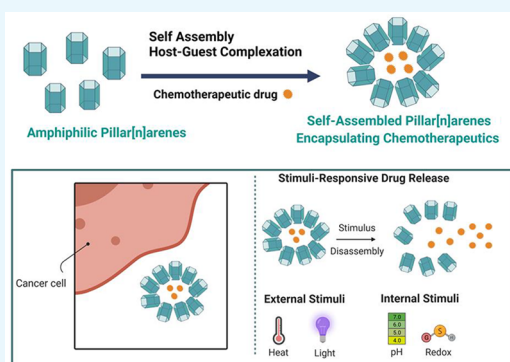 Self Assembly
Host-Guest Complexation
Chemotherapeutic drug
Amphiphilic Pillar[n]arenes
Self-Assembled Pillar[n]arenes
Encapsulating Chemotherapeutics
Cancer cell
Stimuli-Responsive Drug Release
Stimulus
Disassembly
External Stimuli
Internal Stimuli
Heat
Light
7.0
6.0
5.0
4.0
pH
G S H
Redox